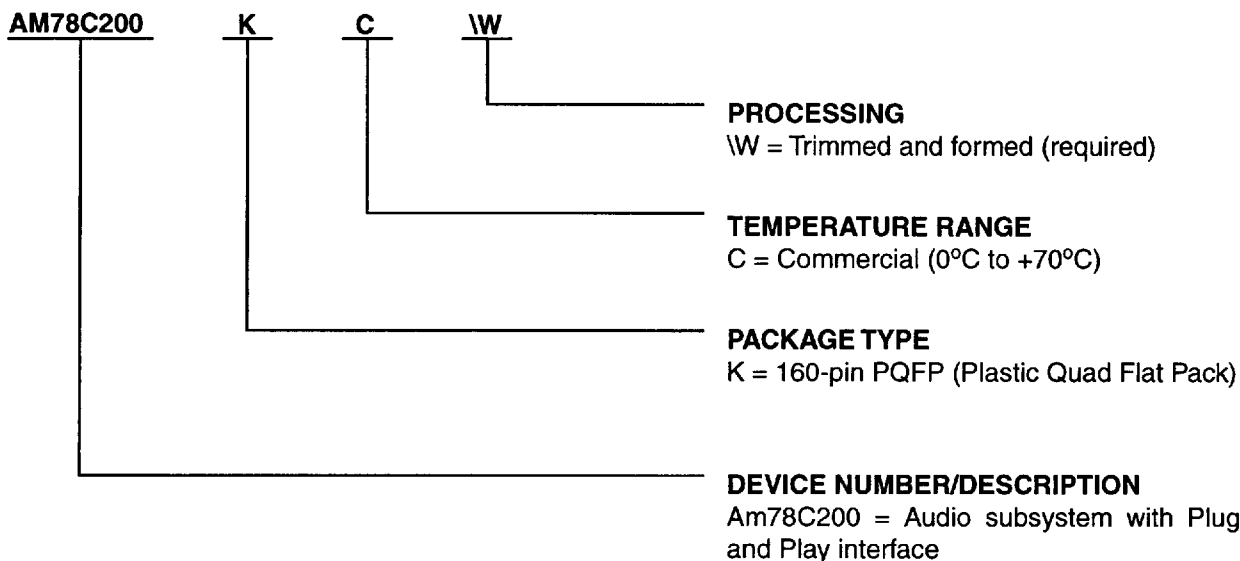 AM78C200 K C \W
PROCESSING
\W = Trimmed and formed (required)
TEMPERATURE RANGE
C = Commercial (0°C to +70°C)
PACKAGE TYPE
K = 160-pin PQFP (Plastic Quad Flat Pack)
DEVICE NUMBER/DESCRIPTION
Am78C200 = Audio subsystem with Plug
and Play interface